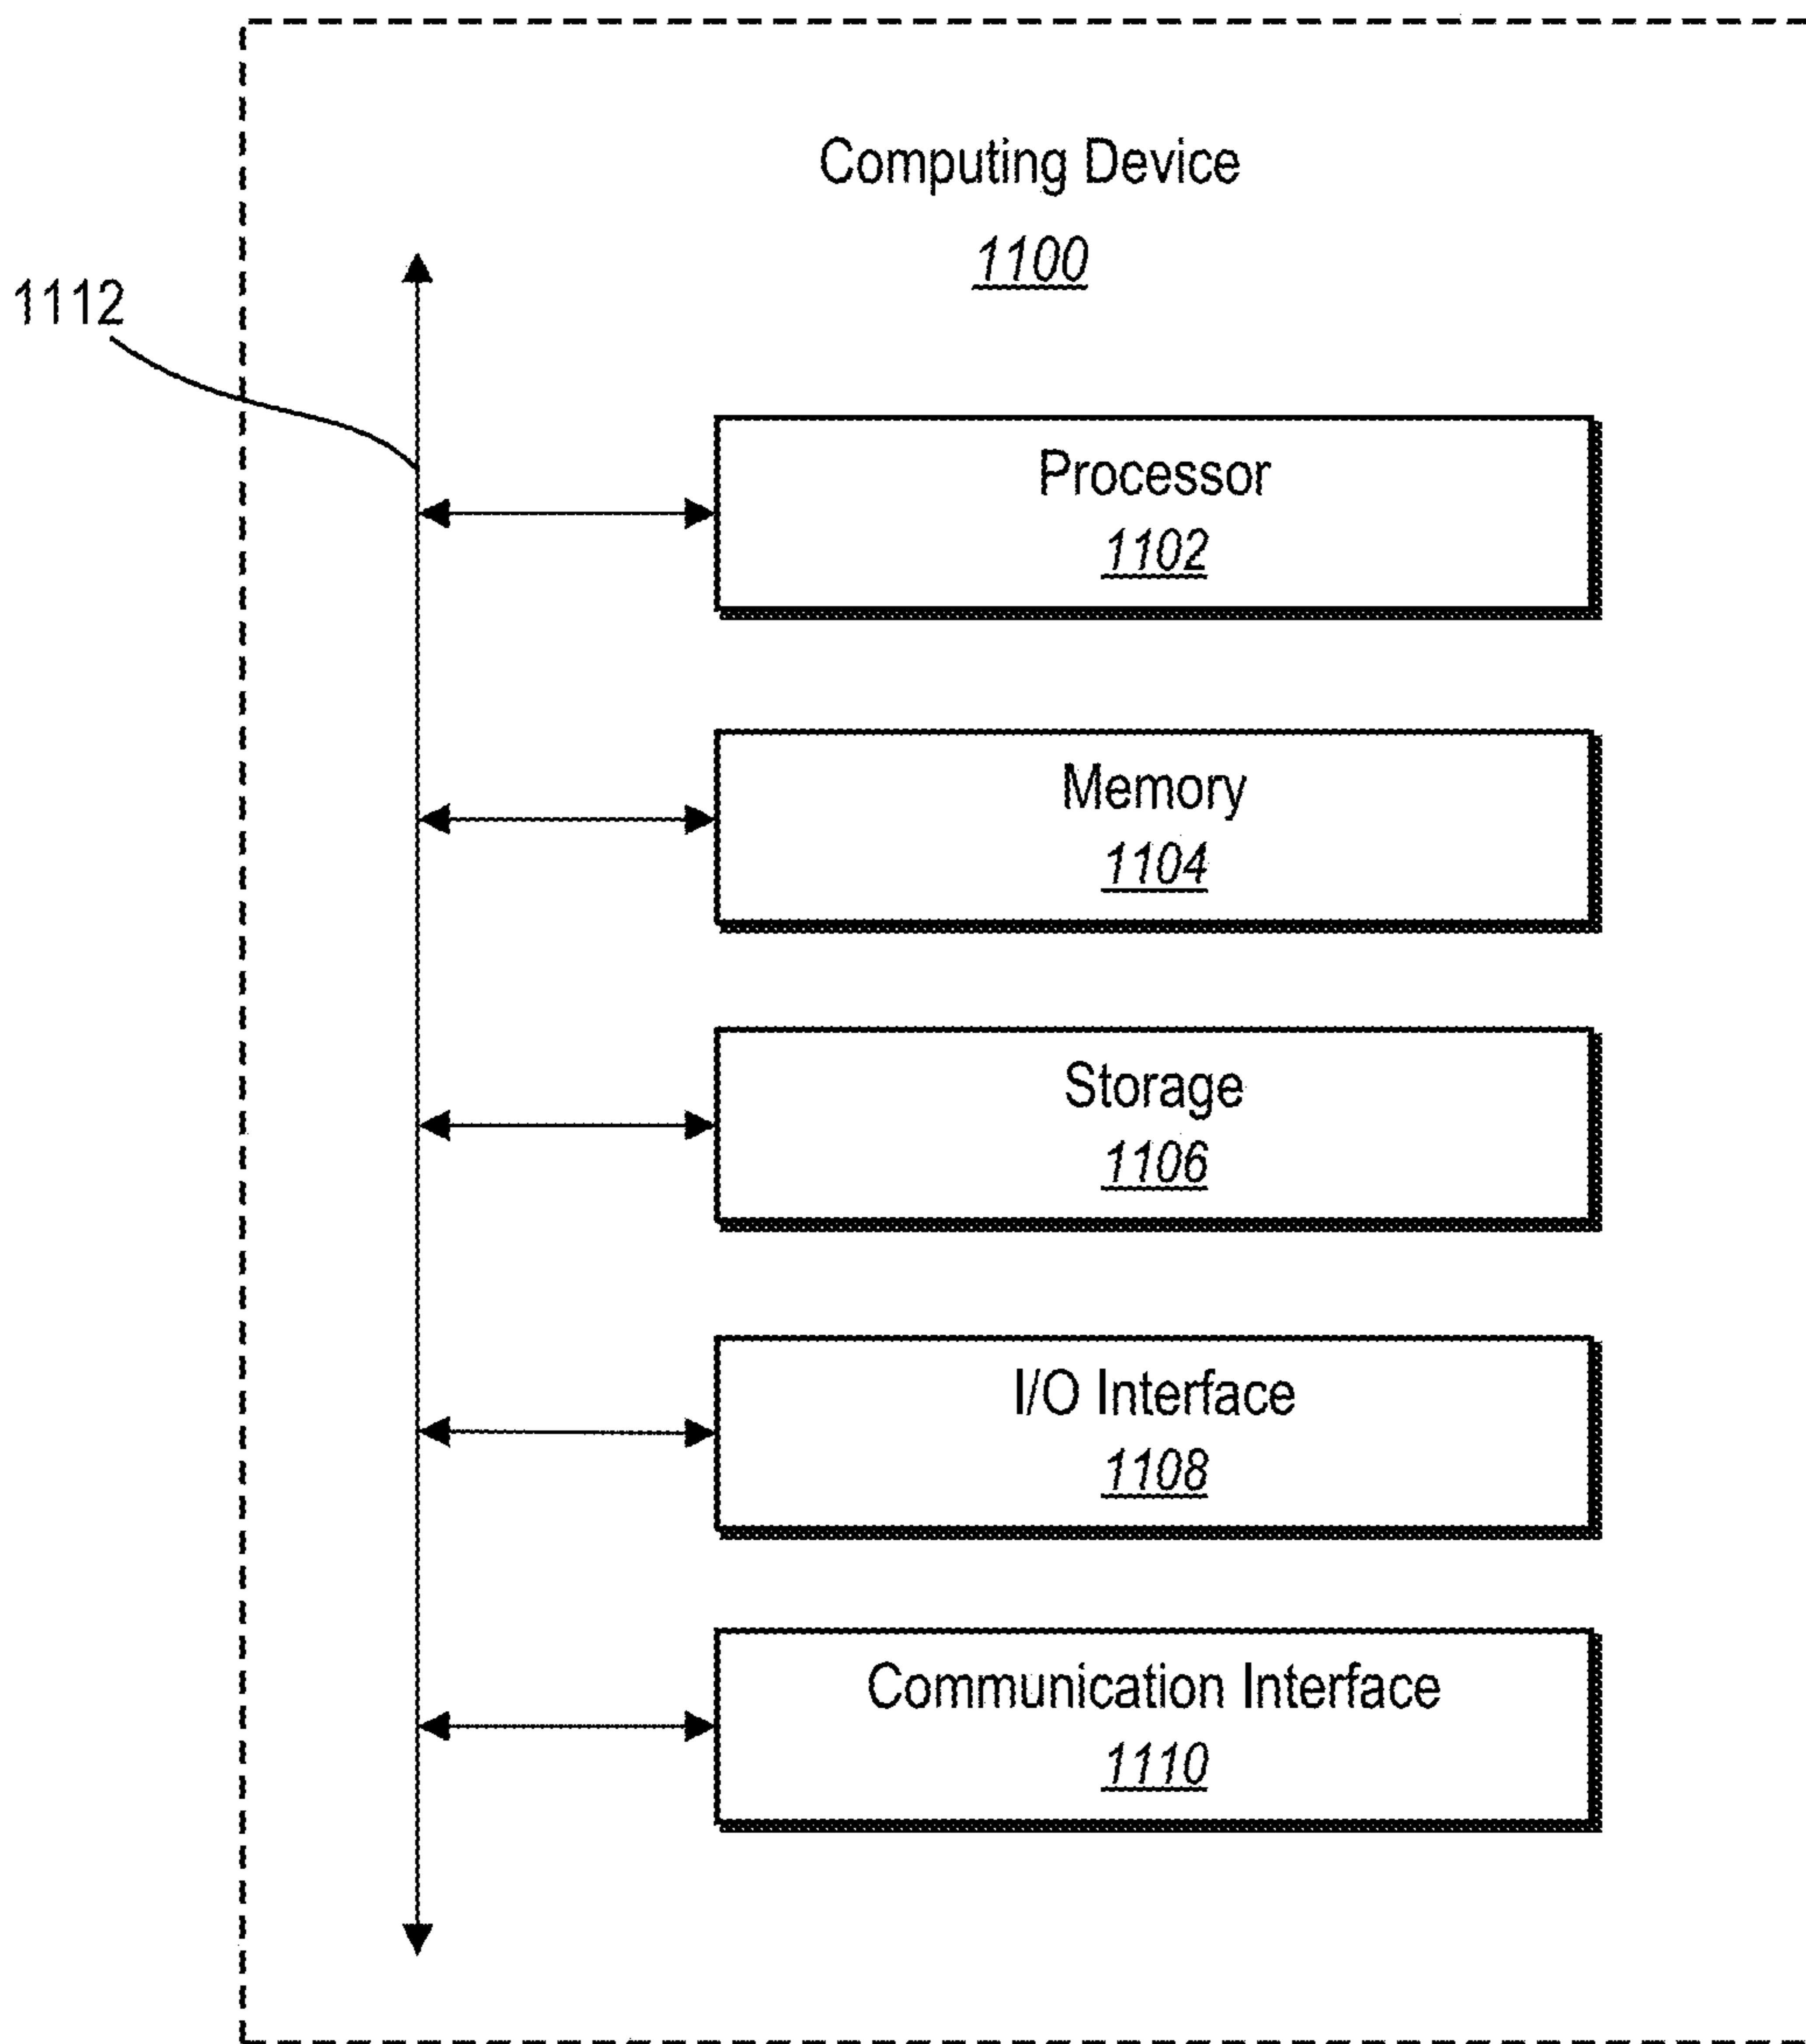 Computing Device
1100
1112
Processor
1102
Memory
1104
Storage
1106
I/O Interface
1108
Communication Interface
1110